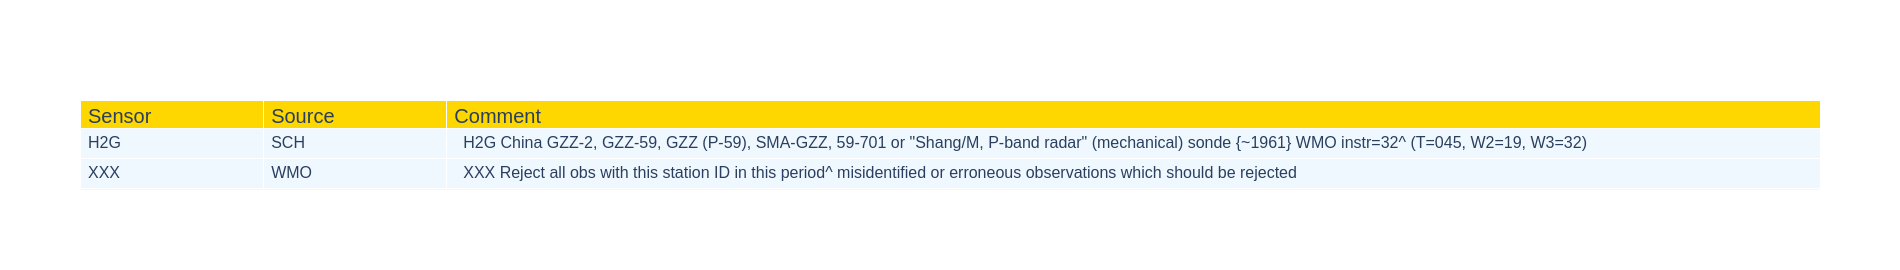 Sensor Source Comment
H2G SCH H2G China GZZ-2, GZZ-59, GZZ (P-59), SMA-GZZ, 59-701 or "Shang/M, P-band radar" (mechanical) sonde {~1961} WMO instr=32^ (T=045, W2=19, W3=32)
XXX WMO XXX Reject all obs with this station ID in this period^ misidentified or erroneous observations which should be rejected